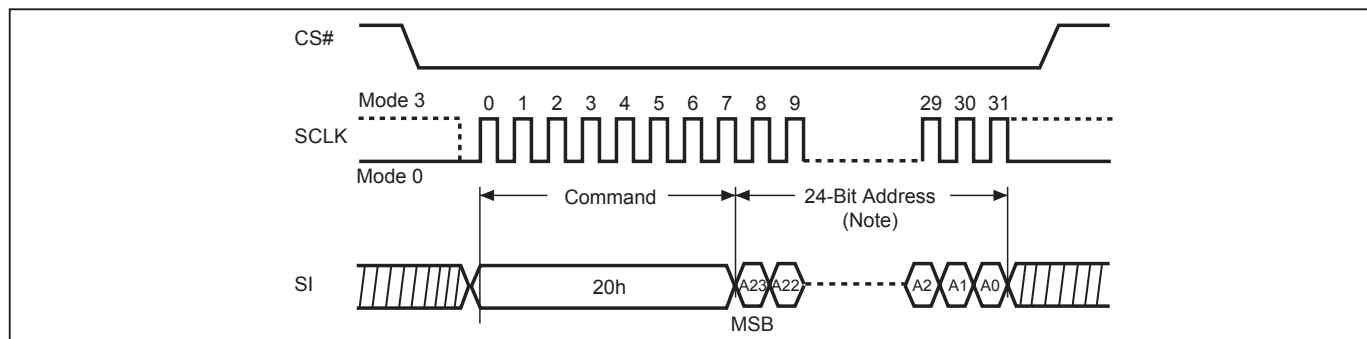 CS#
Mode 3
0 1 2 3 4 5 6 7 8 9 29 30 31
SCLK
Mode 0
Command
24-Bit Address
(Note)
SI
20h
A23 A22 A2 A1 A0
MSB